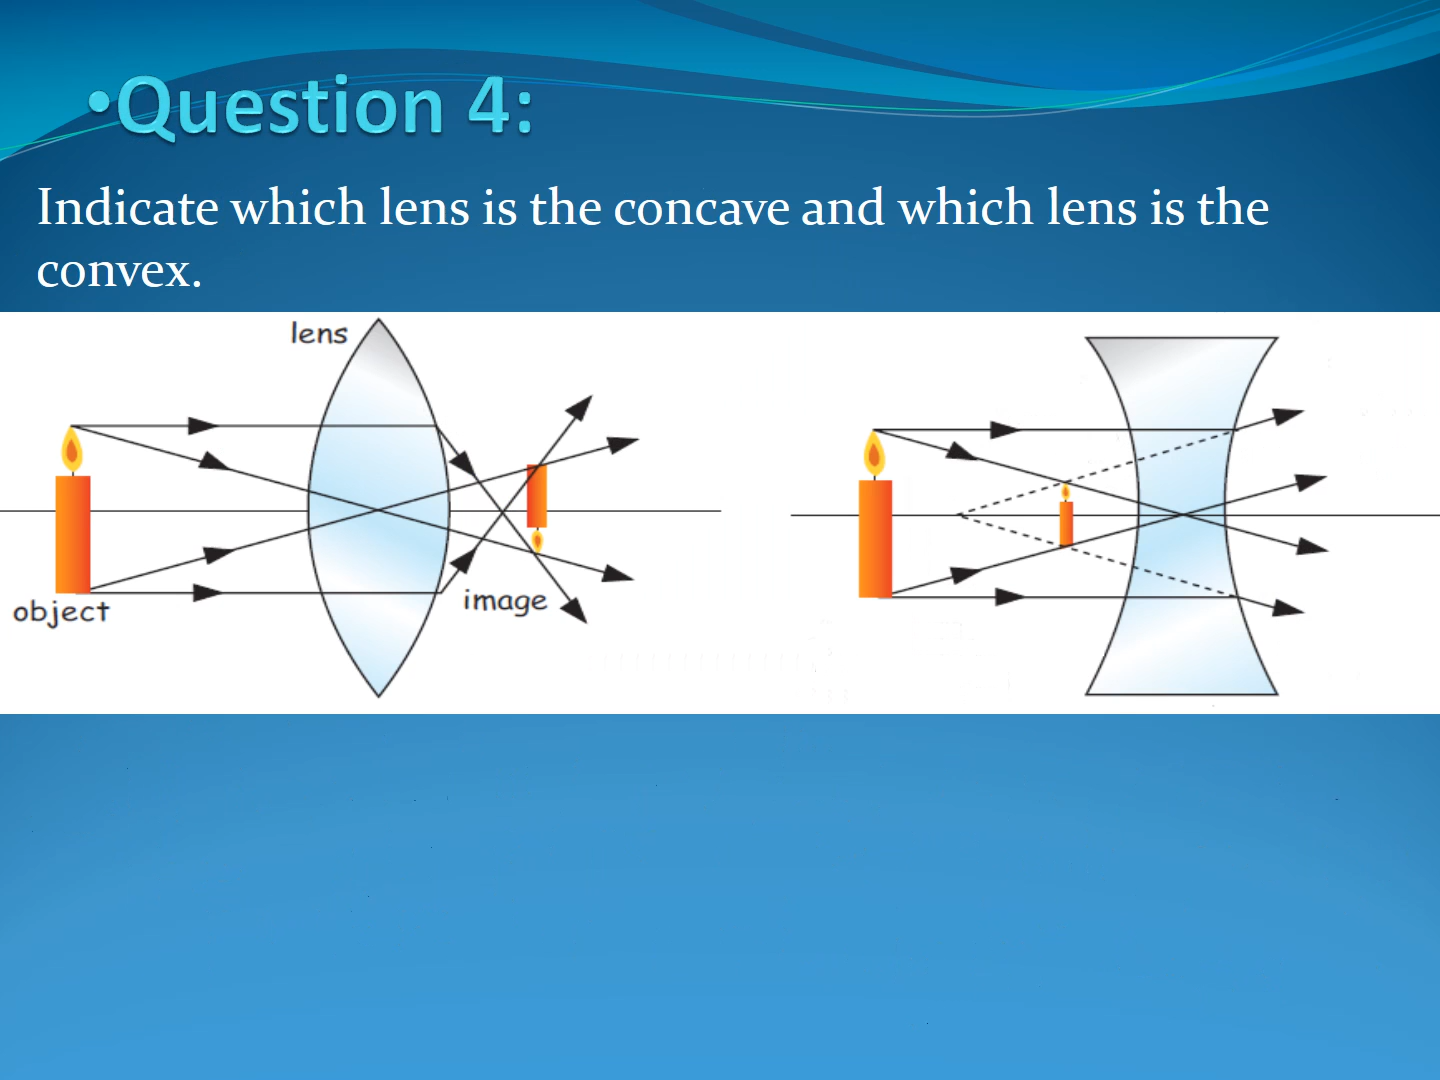 •Question 4:
Indicate which lens is the concave and which lens is the
convex.
lens
object
image